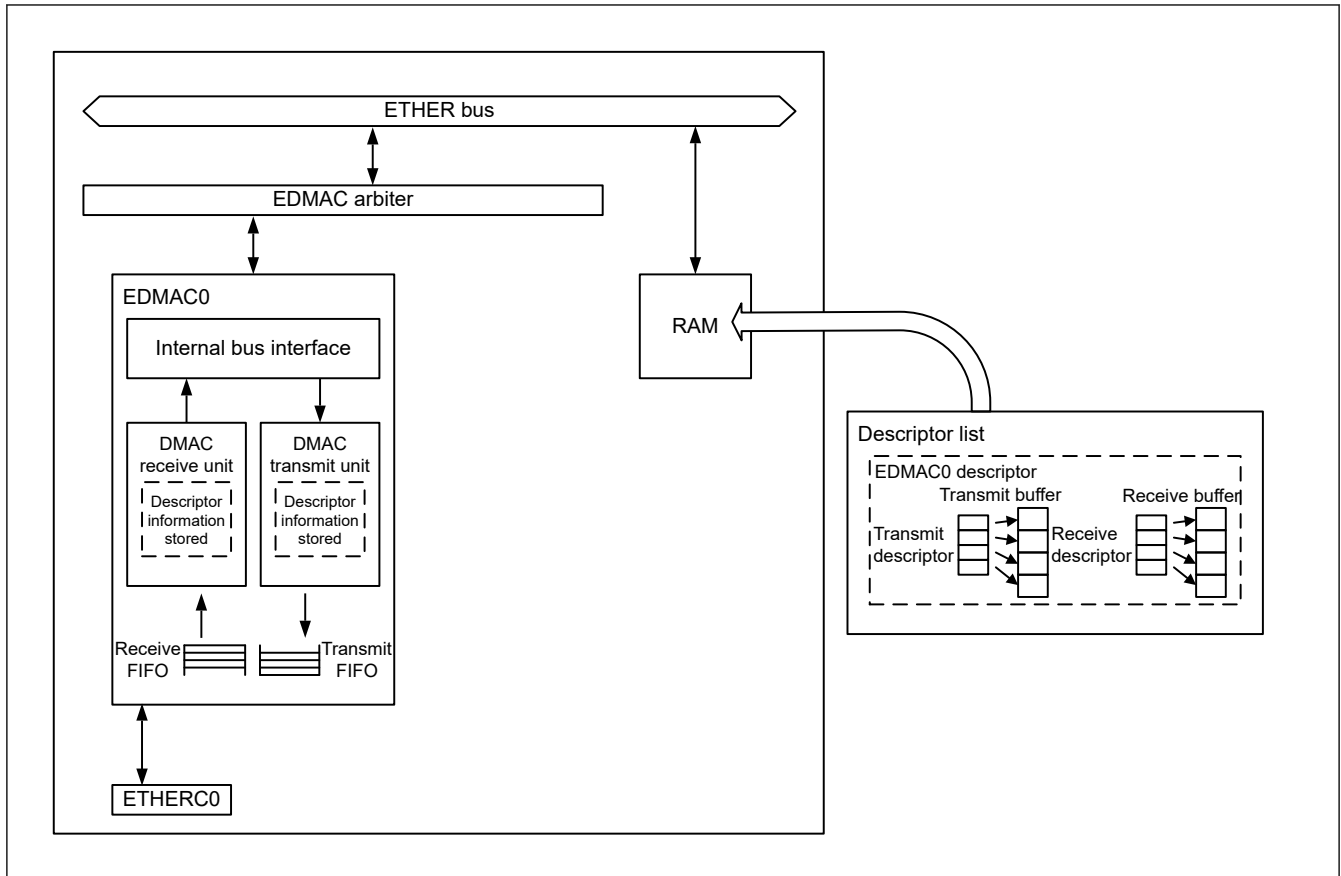 ETHER bus
EDMAC arbiter
EDMAC0
Internal bus interface
DMAC
receive unit
Descriptor
information
stored
DMAC
transmit unit
Descriptor
information
stored
Receive
FIFO
Transmit
FIFO
ETHERC0
RAM
Descriptor list
EDMAC0 descriptor
Transmit buffer
Receive buffer
Transmit
descriptor
Receive
descriptor